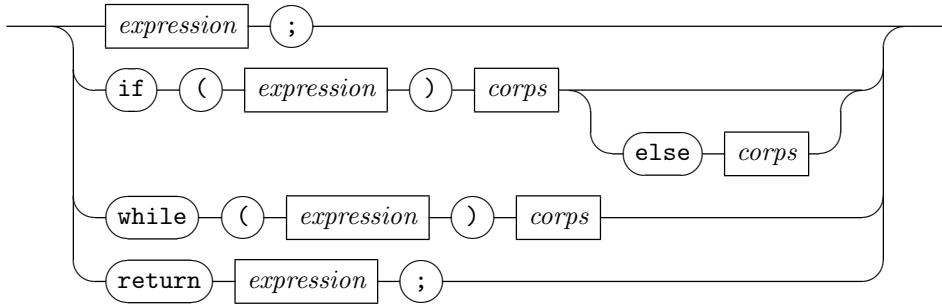 expression ;
if ( expression ) corps
else corps
while ( expression ) corps
return expression ;